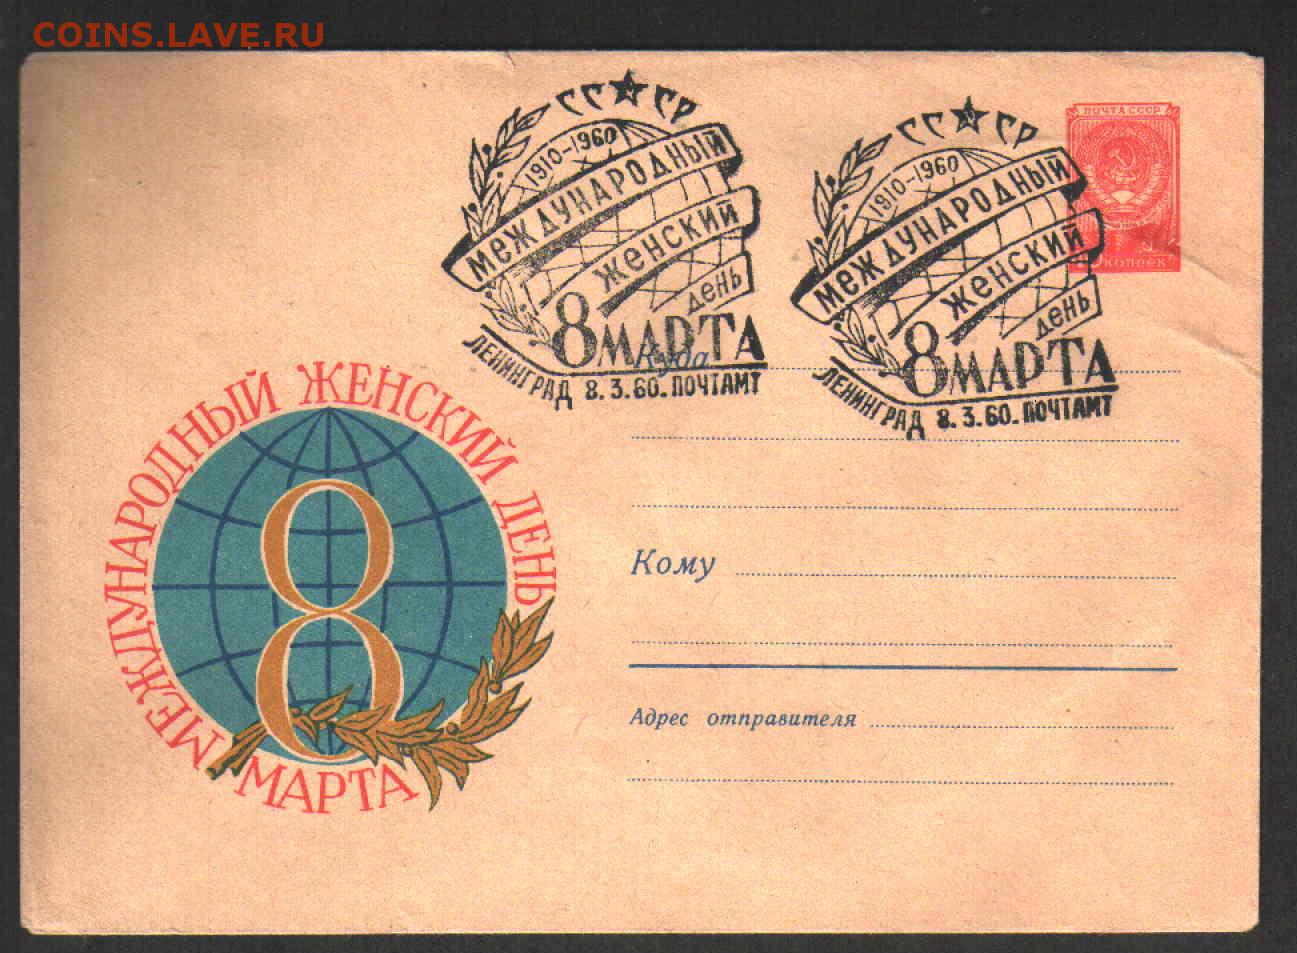 COINS.LAVE.RU
СССР
1910-1960
МЕЖДУНАРОДНЫЙ
ЖЕНСКИЙ
ДЕНЬ
8 МАРТА
ЛЕНИНГРАД 8.3.60. ПОЧТАМТ
СССР
1910-1960
МЕЖДУНАРОДНЫЙ
ЖЕНСКИЙ
ДЕНЬ
8 МАРТА
ЛЕНИНГРАД 8.3.60. ПОЧТАМТ
ПОЧТА СССР
КОПЕЕК
МЕЖДУНАРОДНЫЙ ЖЕНСКИЙ ДЕНЬ
8
МАРТА
Куда
Кому
Адрес отправителя